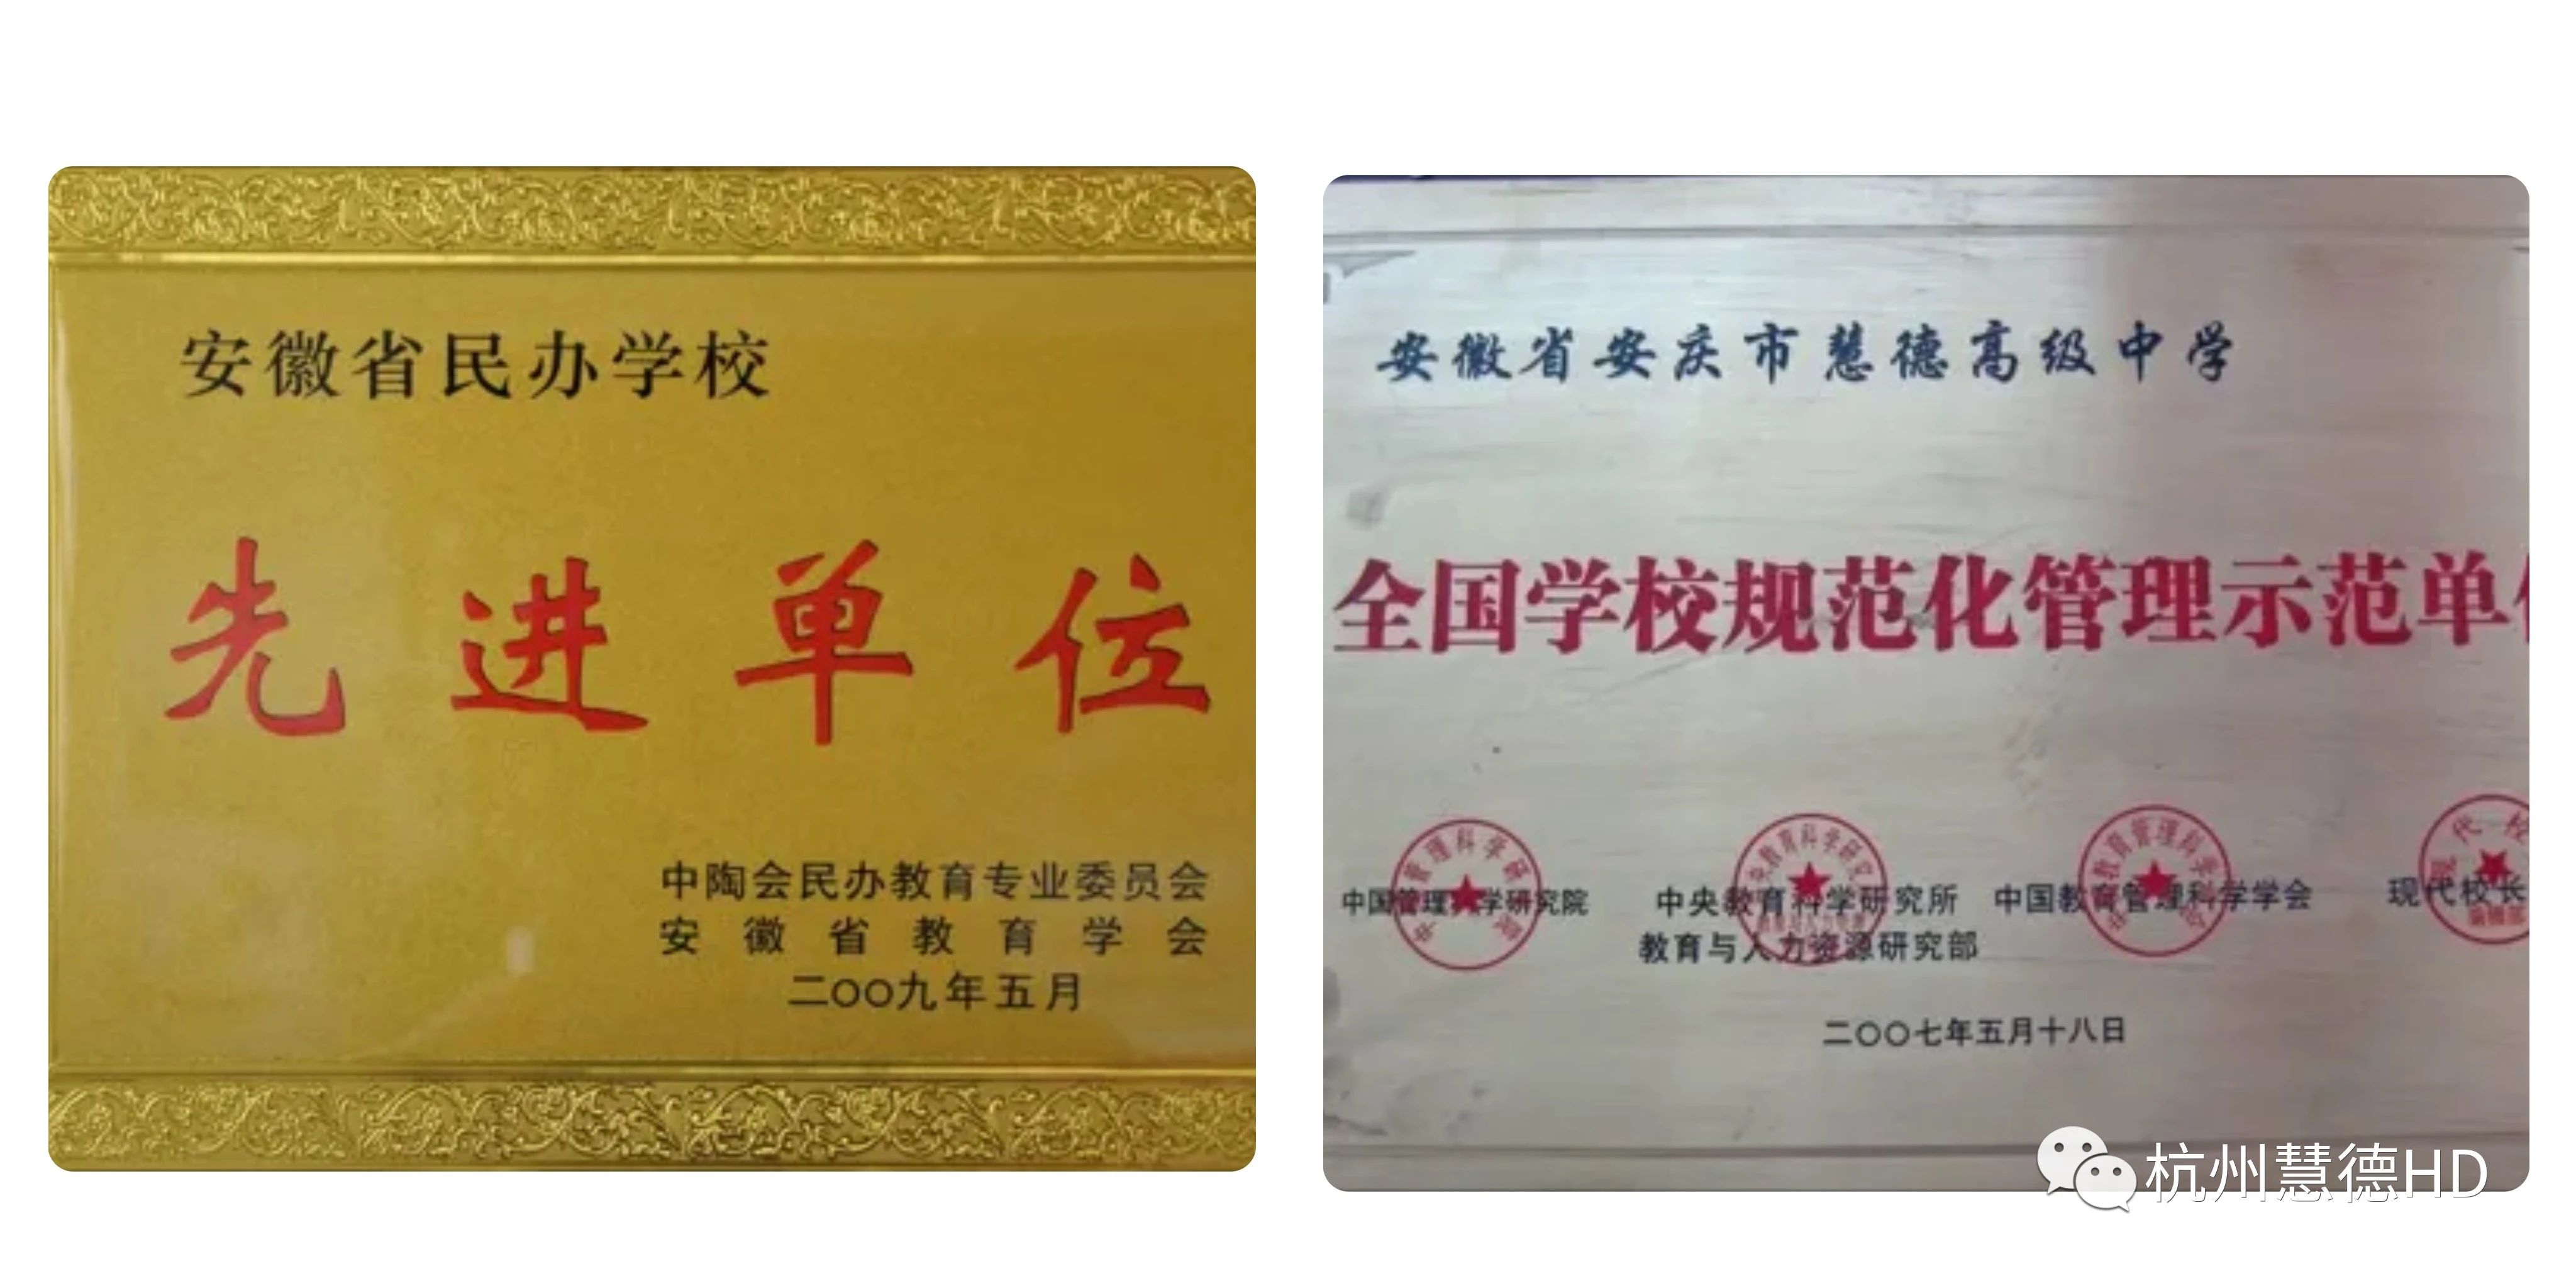 安徽省民办学校
先进单位
中陶会民办教育专业委员会
安徽省教育学会
二〇〇九年五月
安徽省安庆市慧德高级中学
全国学校规范化管理示范单
中国管理科学研究院 中央教育科学研究所 中国教育管理科学学会 现代校长
教育与人力资源研究部
二〇〇七年五月十八日
杭州慧德HD